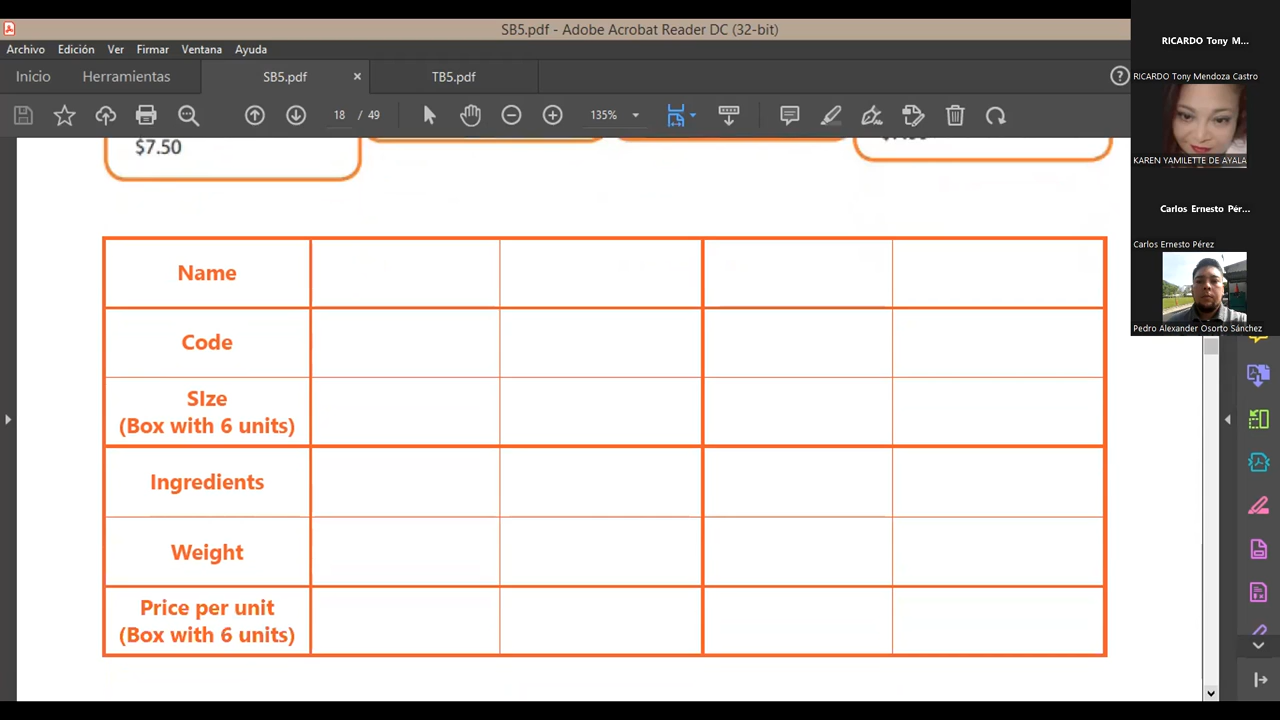 SB5.pdf - Adobe Acrobat Reader DC (32-bit)
Archivo Edición Ver Firmar Ventana Ayuda
Inicio Herramientas SB5.pdf × TB5.pdf
18 / 49 135%
$7.50
Name
Code
SIze
(Box with 6 units)
Ingredients
Weight
Price per unit
(Box with 6 units)
RICARDO Tony M...
RICARDO Tony Mendoza Castro
KAREN YAMILETTE DE AYALA
Carlos Ernesto Pér...
Carlos Ernesto Pérez
Pedro Alexander Osorto Sánchez